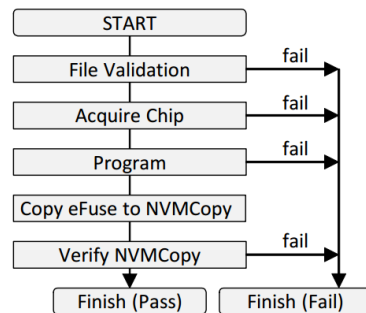 START
fail
File Validation
fail
Acquire Chip
fail
Program
Copy eFuse to NVMCopy
fail
Verify NVMCopy
Finish (Pass)
Finish (Fail)